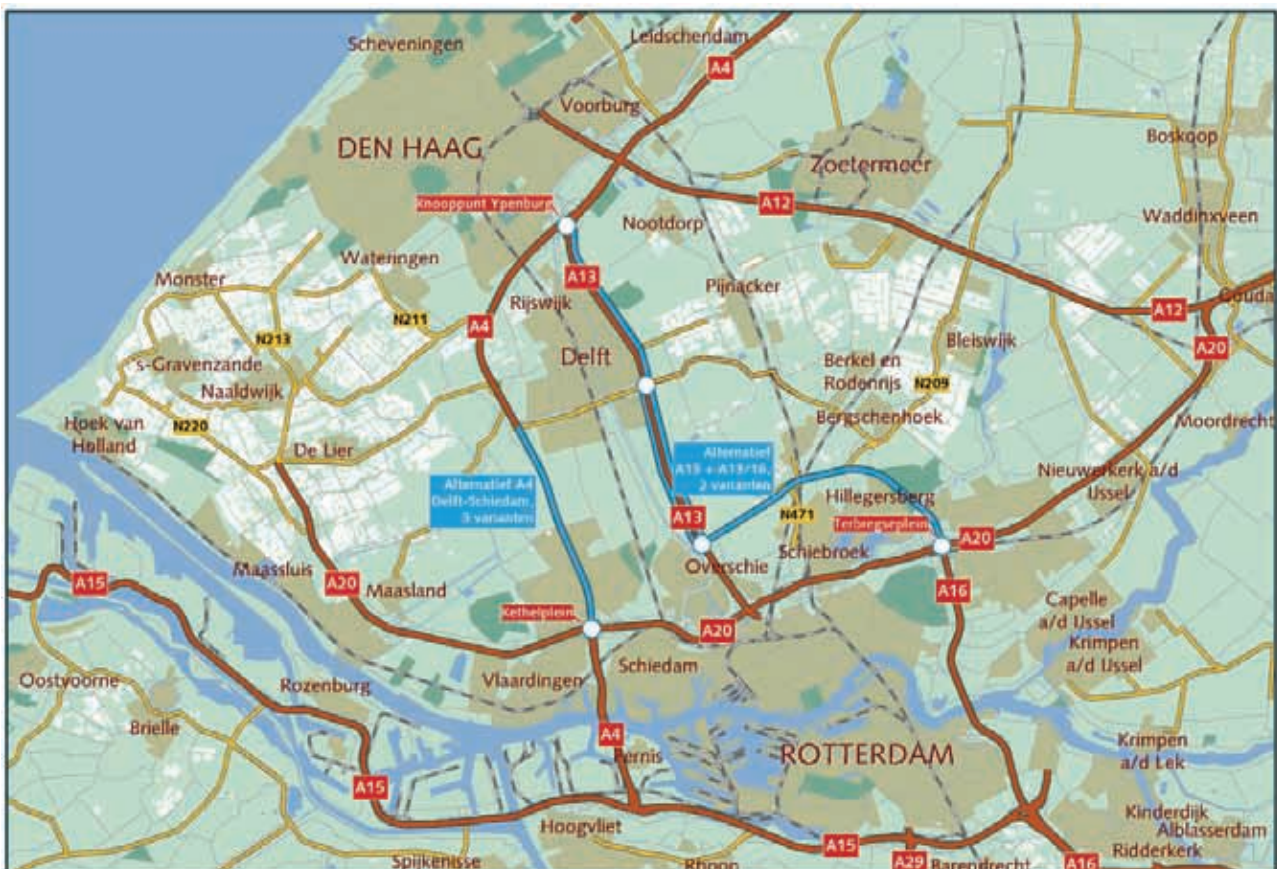 Scheveningen
Leidschendam
A4
Voorburg
DEN HAAG
Boskoop
Zoetermeer
Knooppunt Ypenburg
A12
Nootdorp
Waddinxveen
Wateringen
Monster
A13
Pijnacker
Gouda
Rijswijk
A12
N211
A4
N213
Bleiswijk
A20
's-Gravenzande
Delft
Berkel en
Rodenrijs
N209
Naaldwijk
Bergschenhoek
Moordrecht
Hoek van
Holland
N220
De Lier
Alternatief
A13 + A13/16,
2 varianten
Alternatief A4
Delft-Schiedam,
3 varianten
Nieuwerkerk a/d
IJssel
Hillegersberg
A13
N471
Terbregseplein
A20
Schiebroek
Overschie
Maassluis
A15
A20
Maasland
A16
Capelle
a/d IJssel
Kethelplein
A20
Krimpen
a/d IJssel
Schiedam
Vlaardingen
Oostvoorne
Rozenburg
Brielle
A4
Pernis
ROTTERDAM
Krimpen
a/d Lek
A15
Kinderdijk
Hoogvliet
Alblasserdam
A15
Ridderkerk
Spijkenisse
Rhoon
A29
Barendrecht
A16